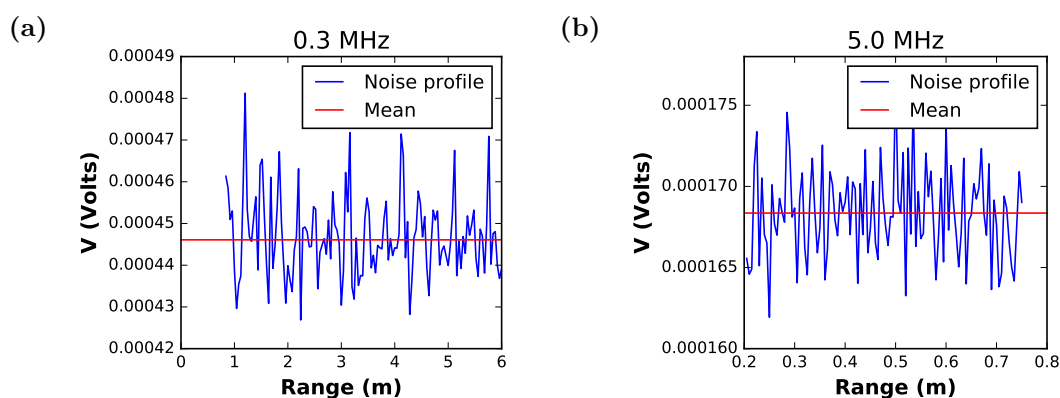 (a)
0.3 MHz
0.00049
0.00048
0.00047
0.00046
0.00045
0.00044
0.00043
0.00042
V (Volts)
Noise profile
Mean
0 1 2 3 4 5 6
Range (m)
(b)
5.0 MHz
0.000175
0.000170
0.000165
0.000160
V (Volts)
Noise profile
Mean
0.2 0.3 0.4 0.5 0.6 0.7 0.8
Range (m)